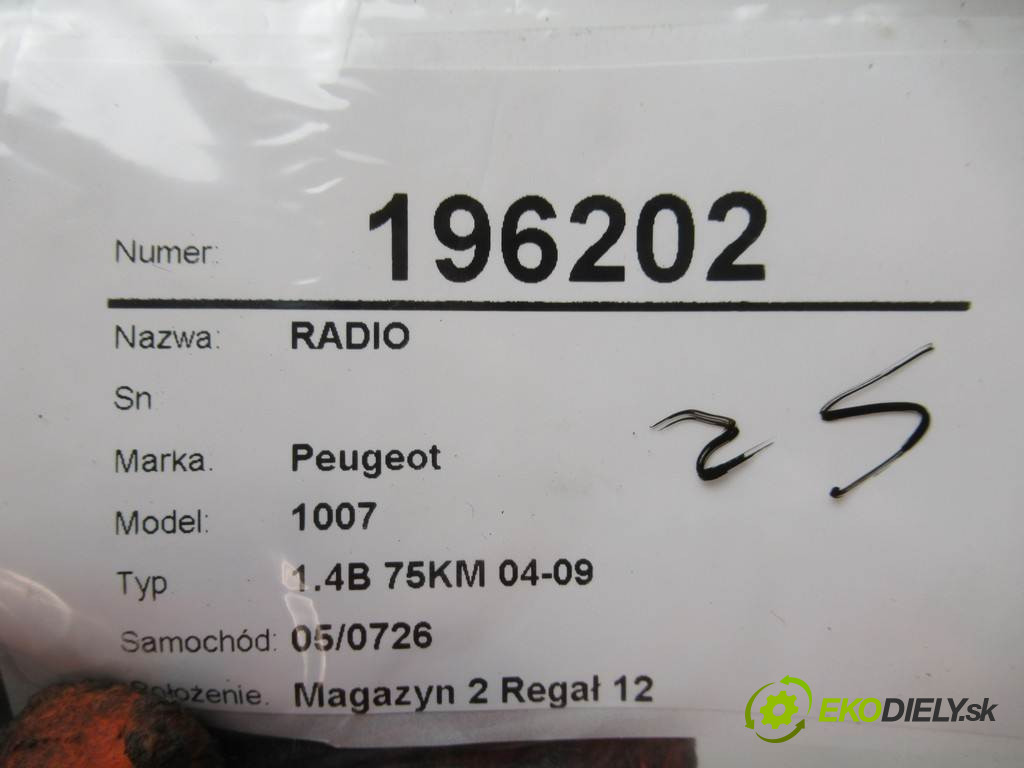 Numer: 196202
Nazwa: RADIO
Sn
Marka. Peugeot
Model: 1007
Typ 1.4B 75KM 04-09
Samochód: 05/0726
Położenie. Magazyn 2 Regał 12
25
EKODIELY.sk